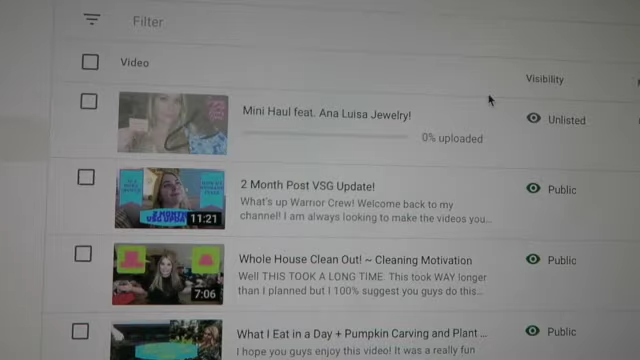 Filter
Video
Visibility
Mini Haul feat. Ana Luisa Jewelry!
0% uploaded
Unlisted
2 Month Post VSG Update!
What's up Warrior Crew! Welcome back to my
channel! I am always looking to make the videos you...
11:21
Public
Whole House Clean Out! ~ Cleaning Motivation
Well THIS TOOK A LONG TIME. This took WAY longer
than I planned but I 100% suggest you guys do this...
7:06
Public
What I Eat in a Day + Pumpkin Carving and Plant ...
I hope you guys enjoy this video! It was a really fun
Public